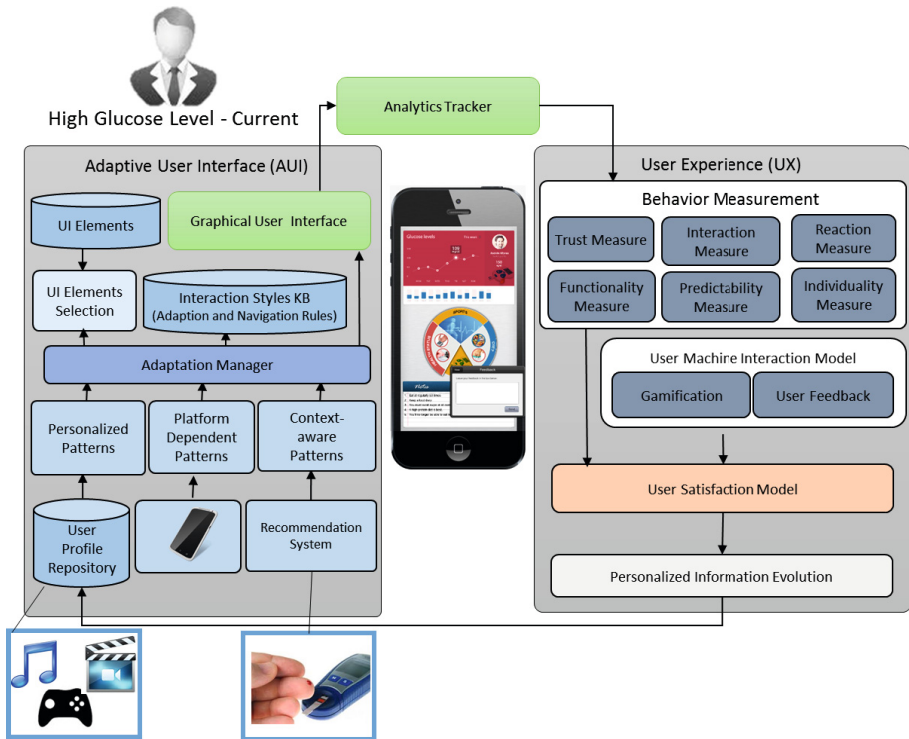 High Glucose Level - Current
Analytics Tracker
Adaptive User Interface (AUI)
UI Elements
Graphical User Interface
UI Elements
Selection
Interaction Styles KB
(Adaption and Navigation Rules)
Adaptation Manager
Personalized
Patterns
Platform
Dependent
Patterns
Context-
aware
Patterns
User
Profile
Repository
Recommendation
System
Glucose levels
User Experience (UX)
Behavior Measurement
Trust Measure
Interaction
Measure
Reaction
Measure
Functionality
Measure
Predictability
Measure
Individuality
Measure
User Machine Interaction Model
Gamification
User Feedback
User Satisfaction Model
Personalized Information Evolution